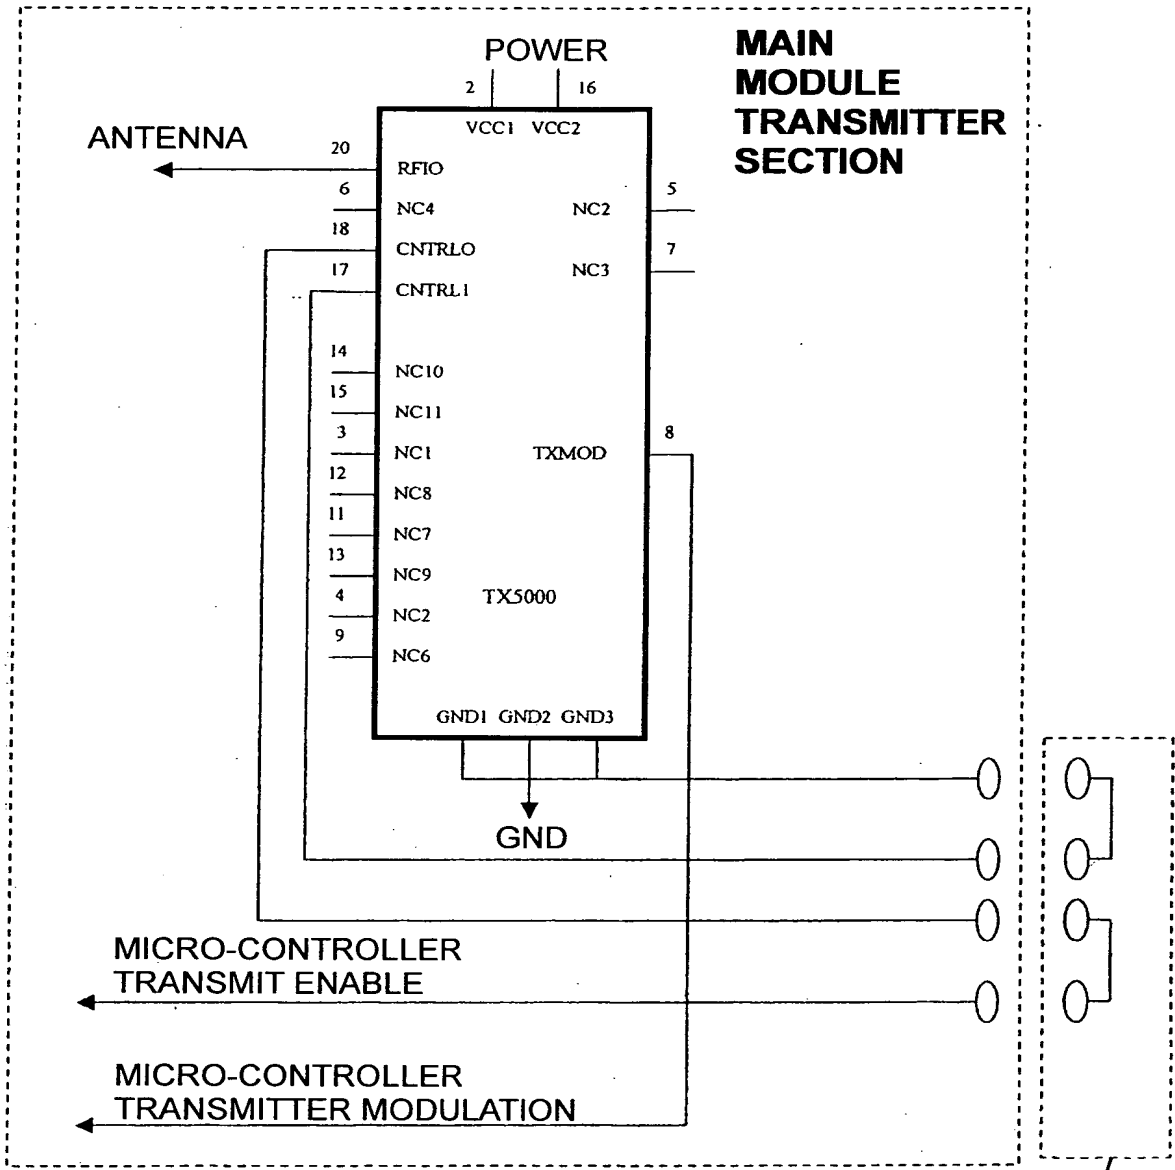 POWER
MAIN
MODULE
TRANSMITTER
SECTION
2
16
VCC1 VCC2
ANTENNA
20
RFIO
6
NC4
5
NC2
18
CNTRLO
7
NC3
17
CNTRL1
14
NC10
15
NC11
3
NC1
8
TXMOD
12
NC8
11
NC7
13
NC9
TX5000
4
NC2
9
NC6
GND1 GND2 GND3
GND
MICRO-CONTROLLER
TRANSMIT ENABLE
MICRO-CONTROLLER
TRANSMITTER MODULATION